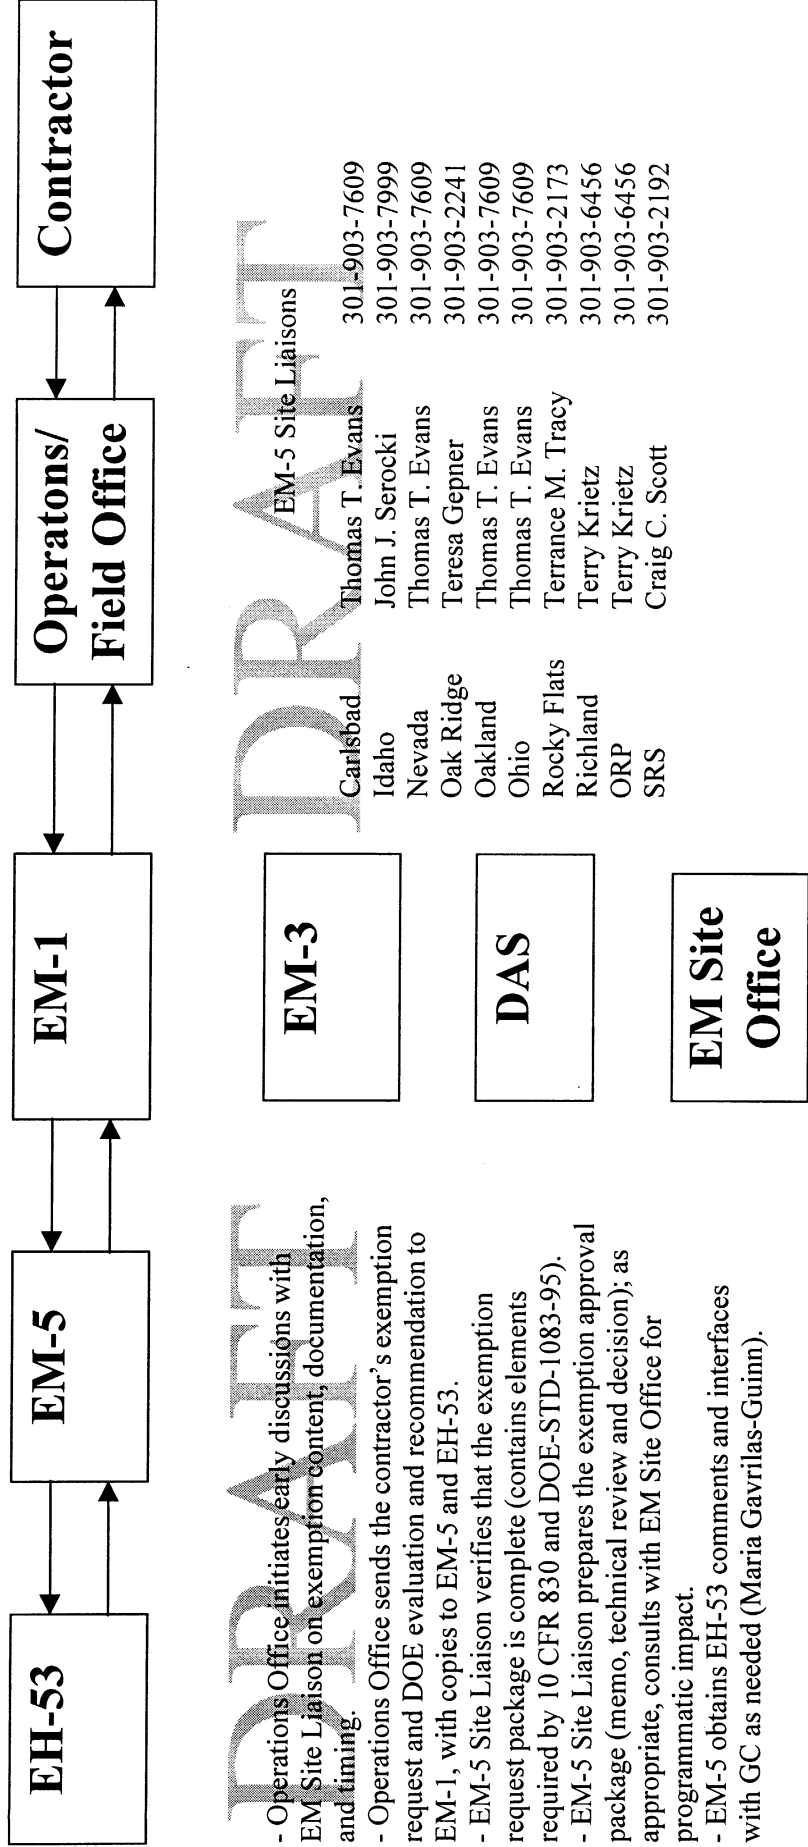 EH-53
EM-5
EM-1
Operatons/
Field Office
Contractor
DRAFT
- Operations Office initiates early discussions with
EM Site Liaison on exemption content, documentation,
and timing.
- Operations Office sends the contractor's exemption
request and DOE evaluation and recommendation to
EM-1, with copies to EM-5 and EH-53.
- EM-5 Site Liaison verifies that the exemption
request package is complete (contains elements
required by 10 CFR 830 and DOE-STD-1083-95).
- EM-5 Site Liaison prepares the exemption approval
package (memo, technical review and decision); as
appropriate, consults with EM Site Office for
programmatic impact.
- EM-5 obtains EH-53 comments and interfaces
with GC as needed (Maria Gavrilas-Guinn).
EM-3
DAS
EM Site
Office
DRAFT
EM-5 Site Liaisons
Carlsbad Thomas T. Evans 301-903-7609
Idaho John J. Serocki 301-903-7999
Nevada Thomas T. Evans 301-903-7609
Oak Ridge Teresa Gepner 301-903-2241
Oakland Thomas T. Evans 301-903-7609
Ohio Thomas T. Evans 301-903-7609
Rocky Flats Terrance M. Tracy 301-903-2173
Richland Terry Krietz 301-903-6456
ORP Terry Krietz 301-903-6456
SRS Craig C. Scott 301-903-2192